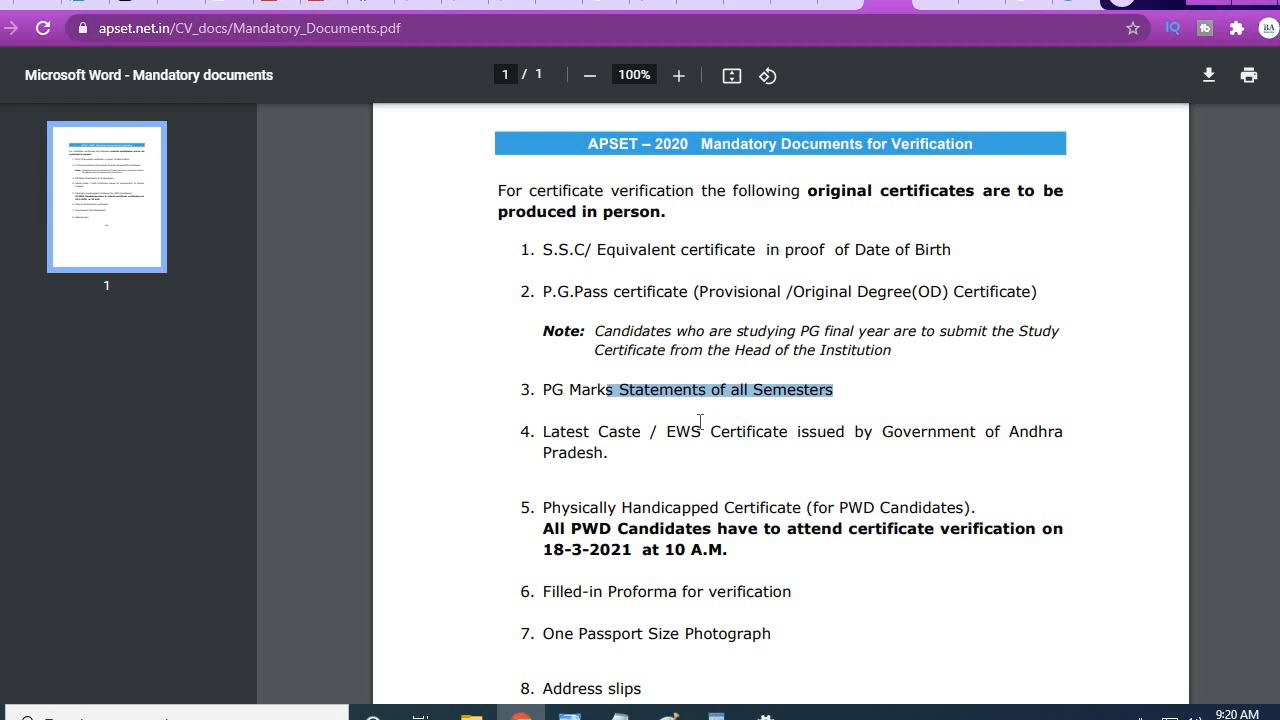 apset.net.in/CV_docs/Mandatory_Documents.pdf
IQ
BA
Microsoft Word - Mandatory documents
1 / 1
100%
1
APSET – 2020 Mandatory Documents for Verification
For certificate verification the following original certificates are to be
produced in person.
1. S.S.C/ Equivalent certificate in proof of Date of Birth
2. P.G.Pass certificate (Provisional /Original Degree(OD) Certificate)
Note: Candidates who are studying PG final year are to submit the Study
Certificate from the Head of the Institution
3. PG Marks Statements of all Semesters
4. Latest Caste / EWS Certificate issued by Government of Andhra
Pradesh.
5. Physically Handicapped Certificate (for PWD Candidates).
All PWD Candidates have to attend certificate verification on
18-3-2021 at 10 A.M.
6. Filled-in Proforma for verification
7. One Passport Size Photograph
8. Address slips
9:20 AM